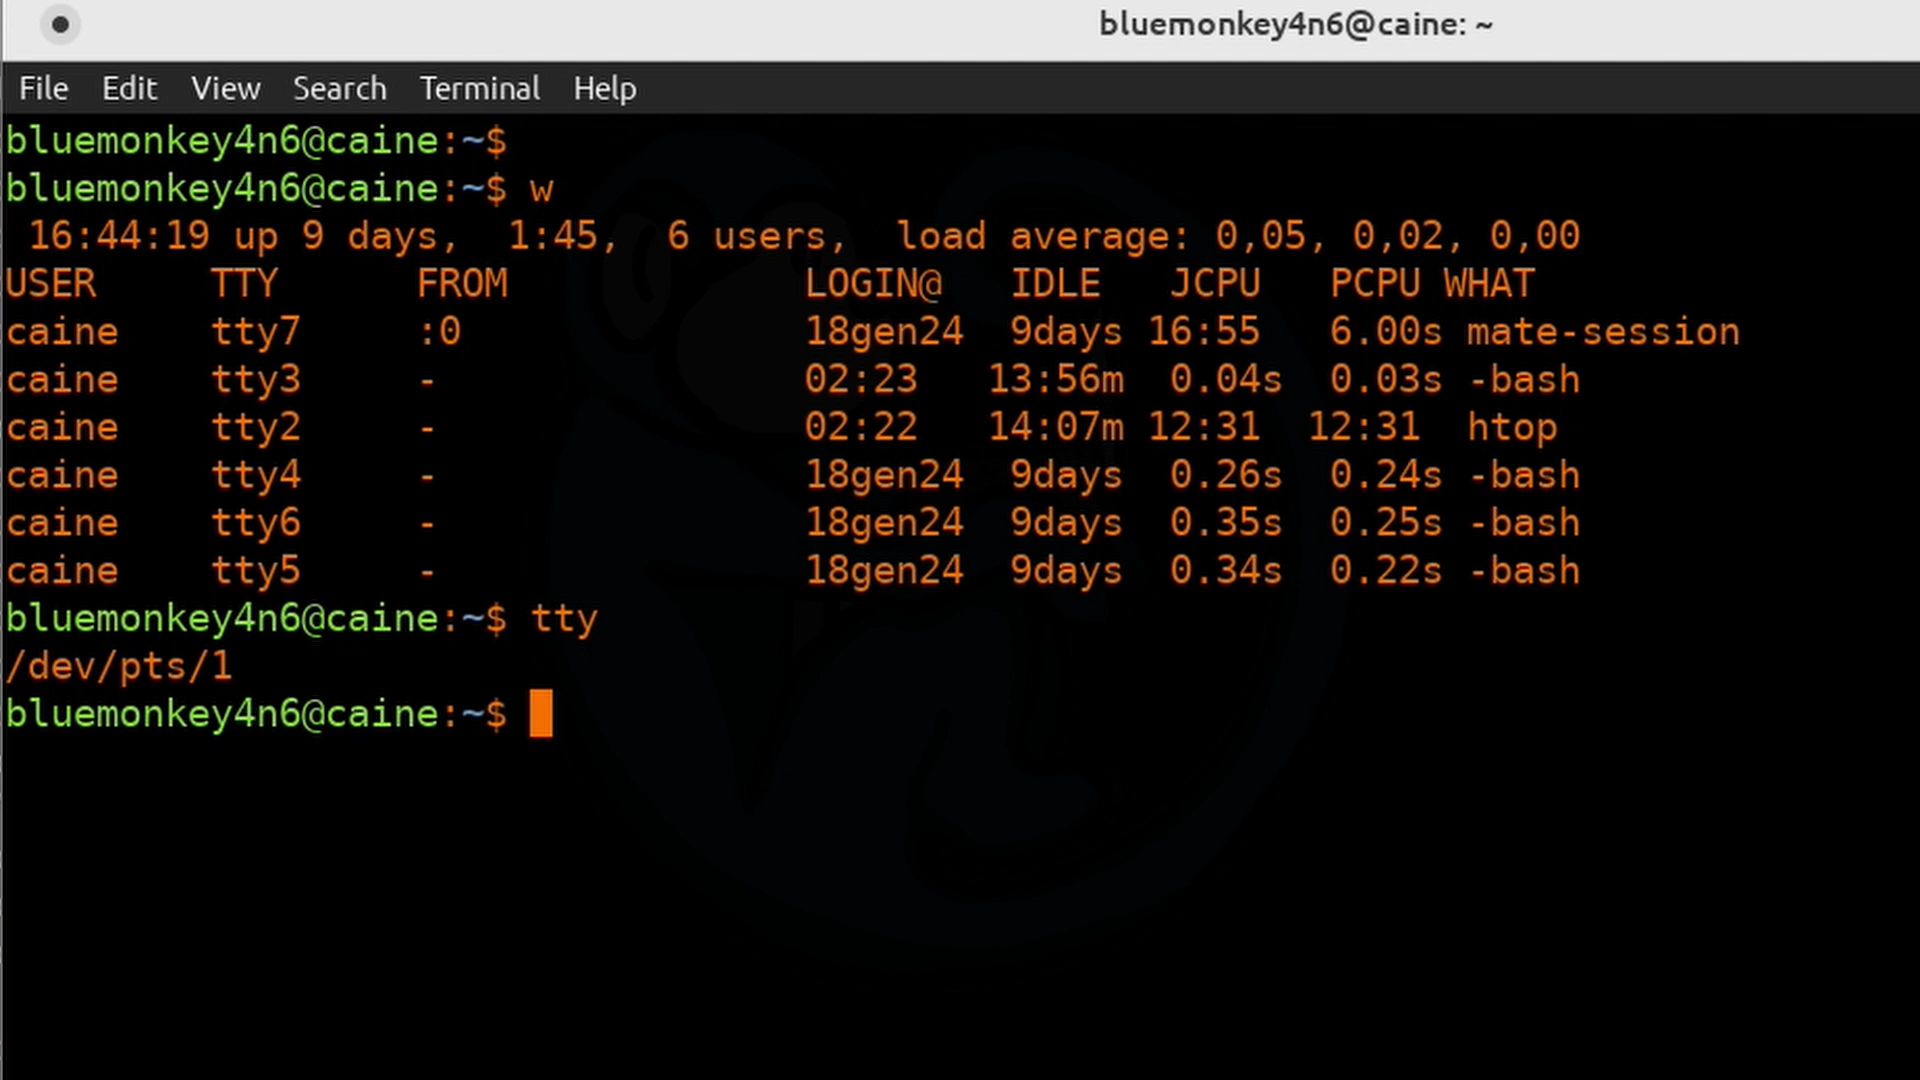 bluemonkey4n6@caine: ~
File Edit View Search Terminal Help
bluemonkey4n6@caine:~$
bluemonkey4n6@caine:~$ w
 16:44:19 up 9 days,  1:45,  6 users,  load average: 0,05, 0,02, 0,00
USER     TTY      FROM             LOGIN@   IDLE   JCPU   PCPU WHAT
caine    tty7     :0               18gen24  9days 16:55   6.00s mate-session
caine    tty3     -                02:23   13:56m  0.04s  0.03s -bash
caine    tty2     -                02:22   14:07m 12:31  12:31  htop
caine    tty4     -                18gen24  9days  0.26s  0.24s -bash
caine    tty6     -                18gen24  9days  0.35s  0.25s -bash
caine    tty5     -                18gen24  9days  0.34s  0.22s -bash
bluemonkey4n6@caine:~$ tty
/dev/pts/1
bluemonkey4n6@caine:~$